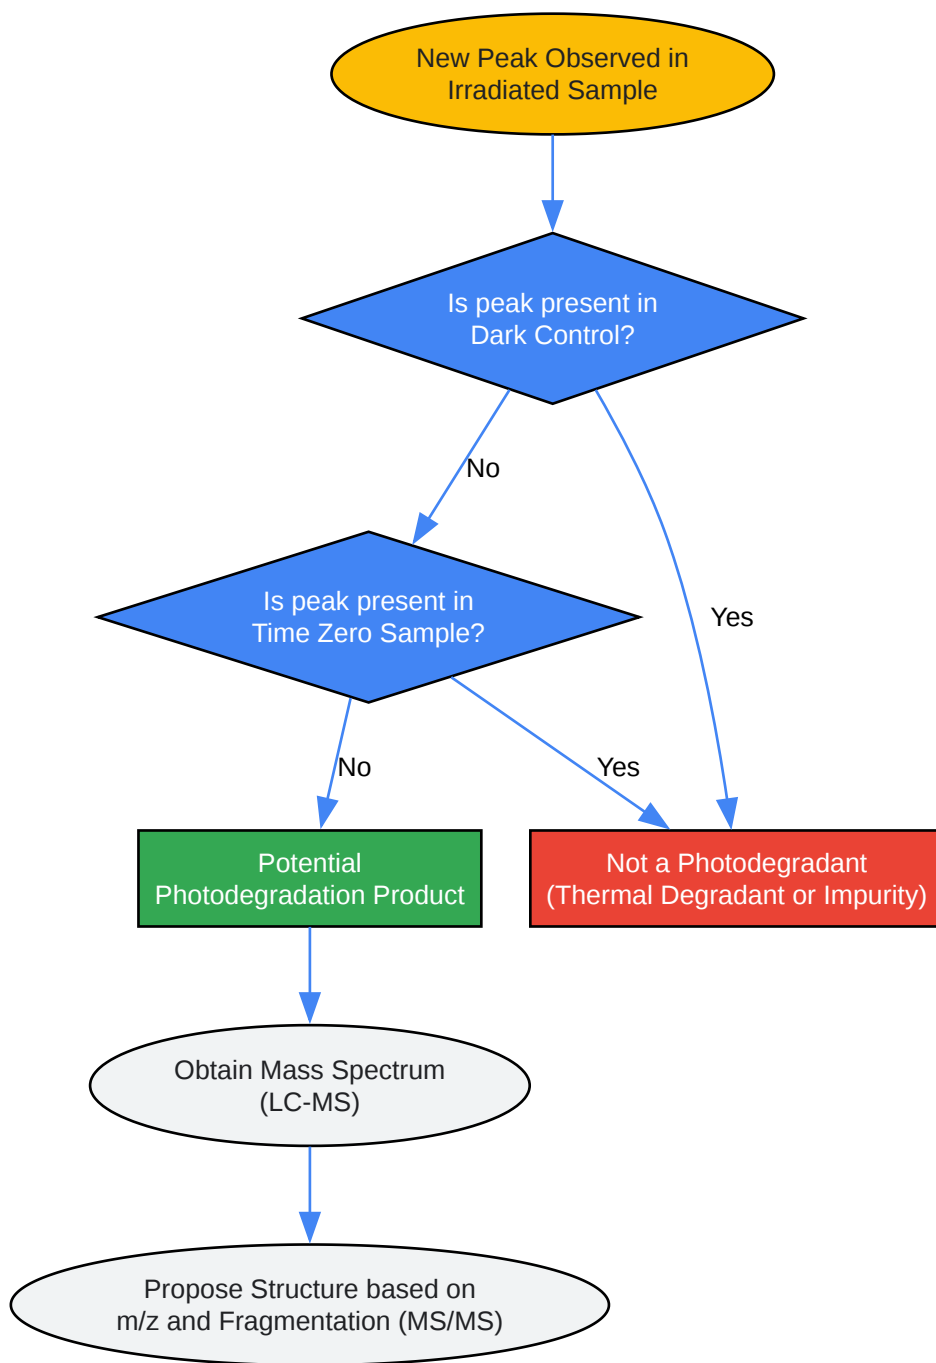 New Peak Observed in
Irradiated Sample
Is peak present in
Dark Control?
No
Is peak present in
Time Zero Sample?
Yes
No
Yes
Potential
Photodegradation Product
Not a Photodegradant
(Thermal Degradant or Impurity)
Obtain Mass Spectrum
(LC-MS)
Propose Structure based on
m/z and Fragmentation (MS/MS)